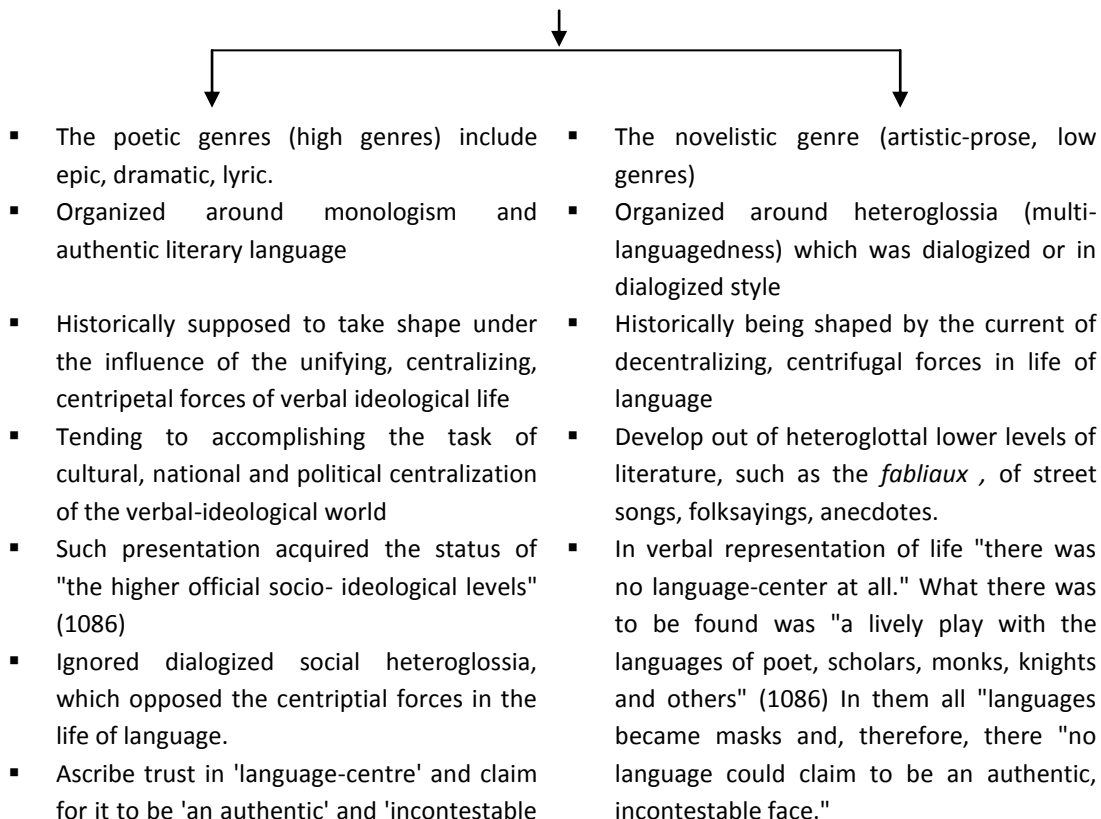 ▪ The poetic genres (high genres) include
epic, dramatic, lyric.
▪ Organized around monologism and
authentic literary language
▪ Historically supposed to take shape under
the influence of the unifying, centralizing,
centripetal forces of verbal ideological life
▪ Tending to accomplishing the task of
cultural, national and political centralization
of the verbal-ideological world
▪ Such presentation acquired the status of
"the higher official socio- ideological levels"
(1086)
▪ Ignored dialogized social heteroglossia,
which opposed the centriptial forces in the
life of language.
▪ Ascribe trust in 'language-centre' and claim
for it to be 'an authentic' and 'incontestable
▪ The novelistic genre (artistic-prose, low
genres)
▪ Organized around heteroglossia (multi-
languagedness) which was dialogized or in
dialogized style
▪ Historically being shaped by the current of
decentralizing, centrifugal forces in life of
language
▪ Develop out of heteroglottal lower levels of
literature, such as the fabliaux , of street
songs, folksayings, anecdotes.
▪ In verbal representation of life "there was
no language-center at all." What there was
to be found was "a lively play with the
languages of poet, scholars, monks, knights
and others" (1086) In them all "languages
became masks and, therefore, there "no
language could claim to be an authentic,
incontestable face."